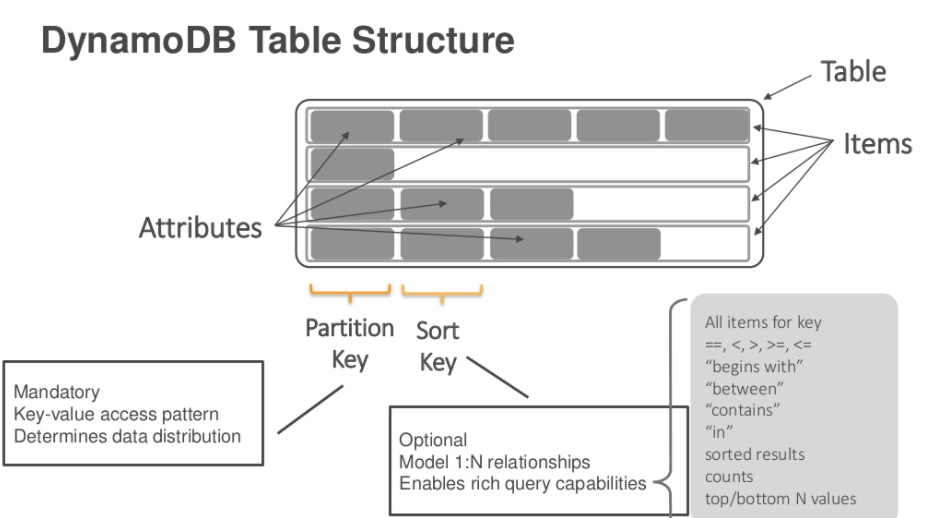 DynamoDB Table Structure
Table
Items
Attributes
Partition
Key
Sort
Key
Mandatory
Key-value access pattern
Determines data distribution
Optional
Model 1:N relationships
Enables rich query capabilities
All items for key
==, <, >, >=, <=
“begins with”
“between”
“contains”
“in”
sorted results
counts
top/bottom N values